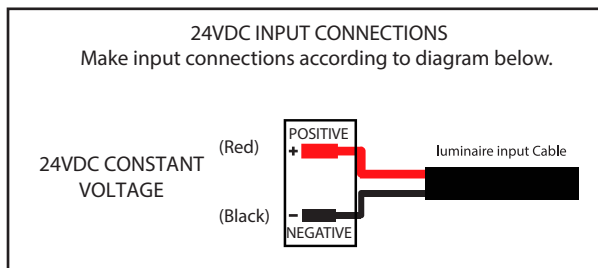 24VDC INPUT CONNECTIONS
Make input connections according to diagram below.
(Red)
POSITIVE
+
luminaire input Cable
24VDC CONSTANT
VOLTAGE
(Black)
–
NEGATIVE